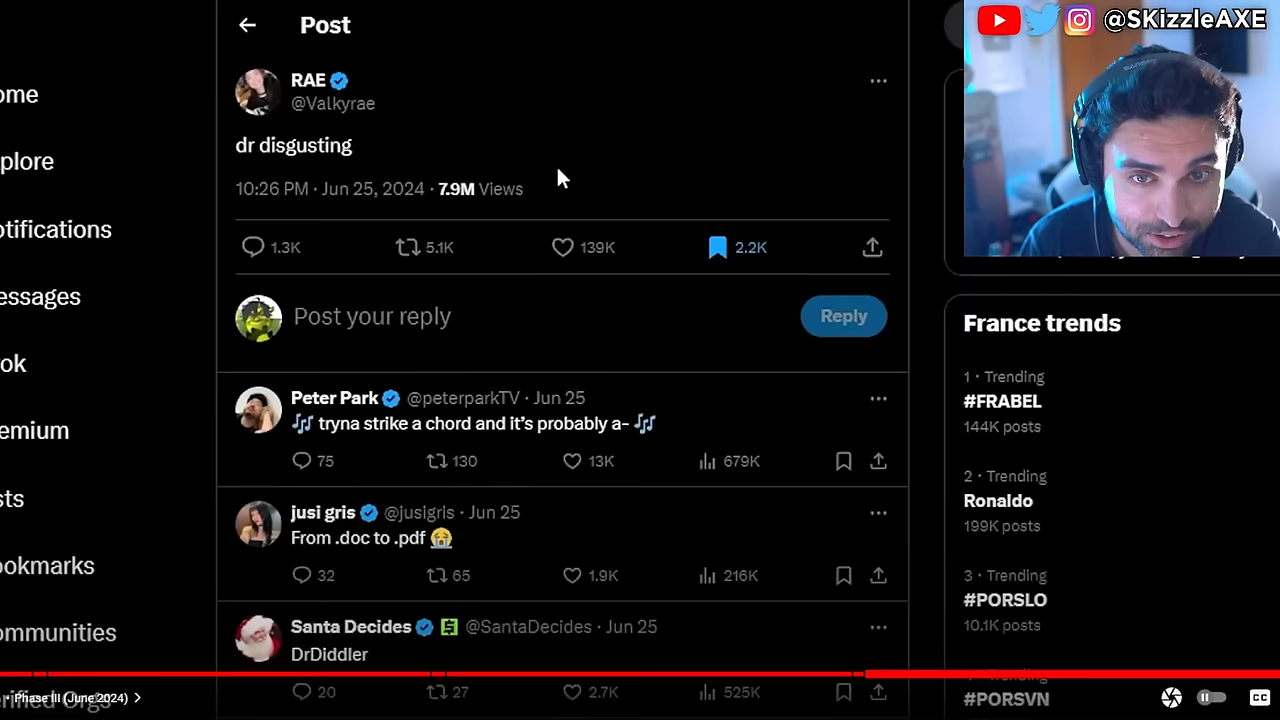 Post
@SKizzleAXE
RAE
@Valkyrae
dr disgusting
10:26 PM · Jun 25, 2024 · 7.9M Views
1.3K 5.1K 139K 2.2K
Post your reply
Reply
Peter Park @peterparkTV · Jun 25
🎶 tryna strike a chord and it's probably a- 🎶
75 130 13K 679K
jusi gris @jusigris · Jun 25
From .doc to .pdf 😭
32 65 1.9K 216K
Santa Decides @SantaDecides · Jun 25
DrDiddler
20 27 2.7K 525K
ome
plore
otifications
essages
ok
emium
sts
ookmarks
ommunities
erified Orgs
France trends
1 · Trending
#FRABEL
144K posts
2 · Trending
Ronaldo
199K posts
3 · Trending
#PORSLO
10.1K posts
#PORSVN
· Phase III (June 2024) >
CC